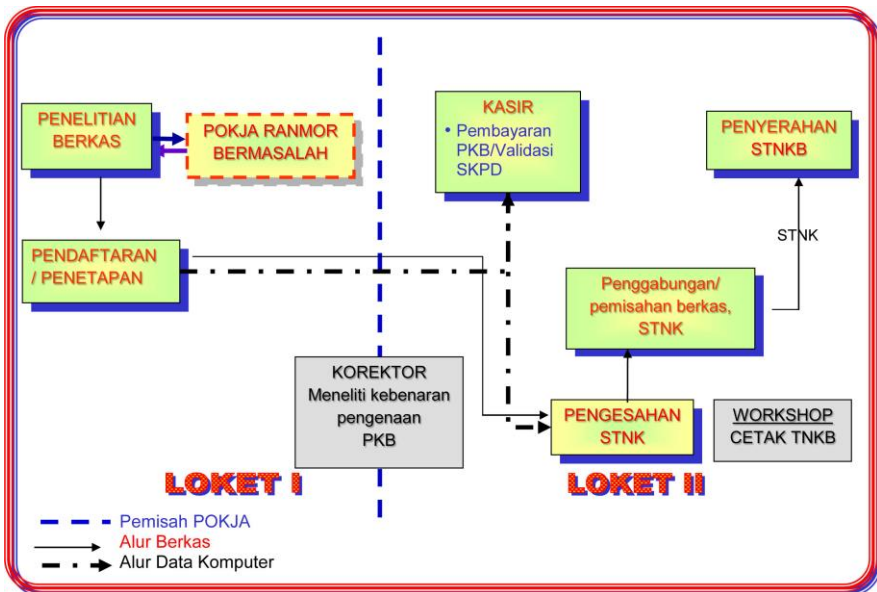 PENELITIAN
BERKAS
POKJA RANMOR
BERMASALAH
PENDAFTARAN
/ PENETAPAN
KOREKTOR
Meneliti kebenaran
pengenaan
PKB
LOKET I
KASIR
• Pembayaran
PKB/Validasi
SKPD
PENYERAHAN
STNKB
STNK
Penggabungan/
pemisahan berkas,
STNK
PENGESAHAN
STNK
WORKSHOP
CETAK TNKB
LOKET II
Pemisah POKJA
Alur Berkas
Alur Data Komputer